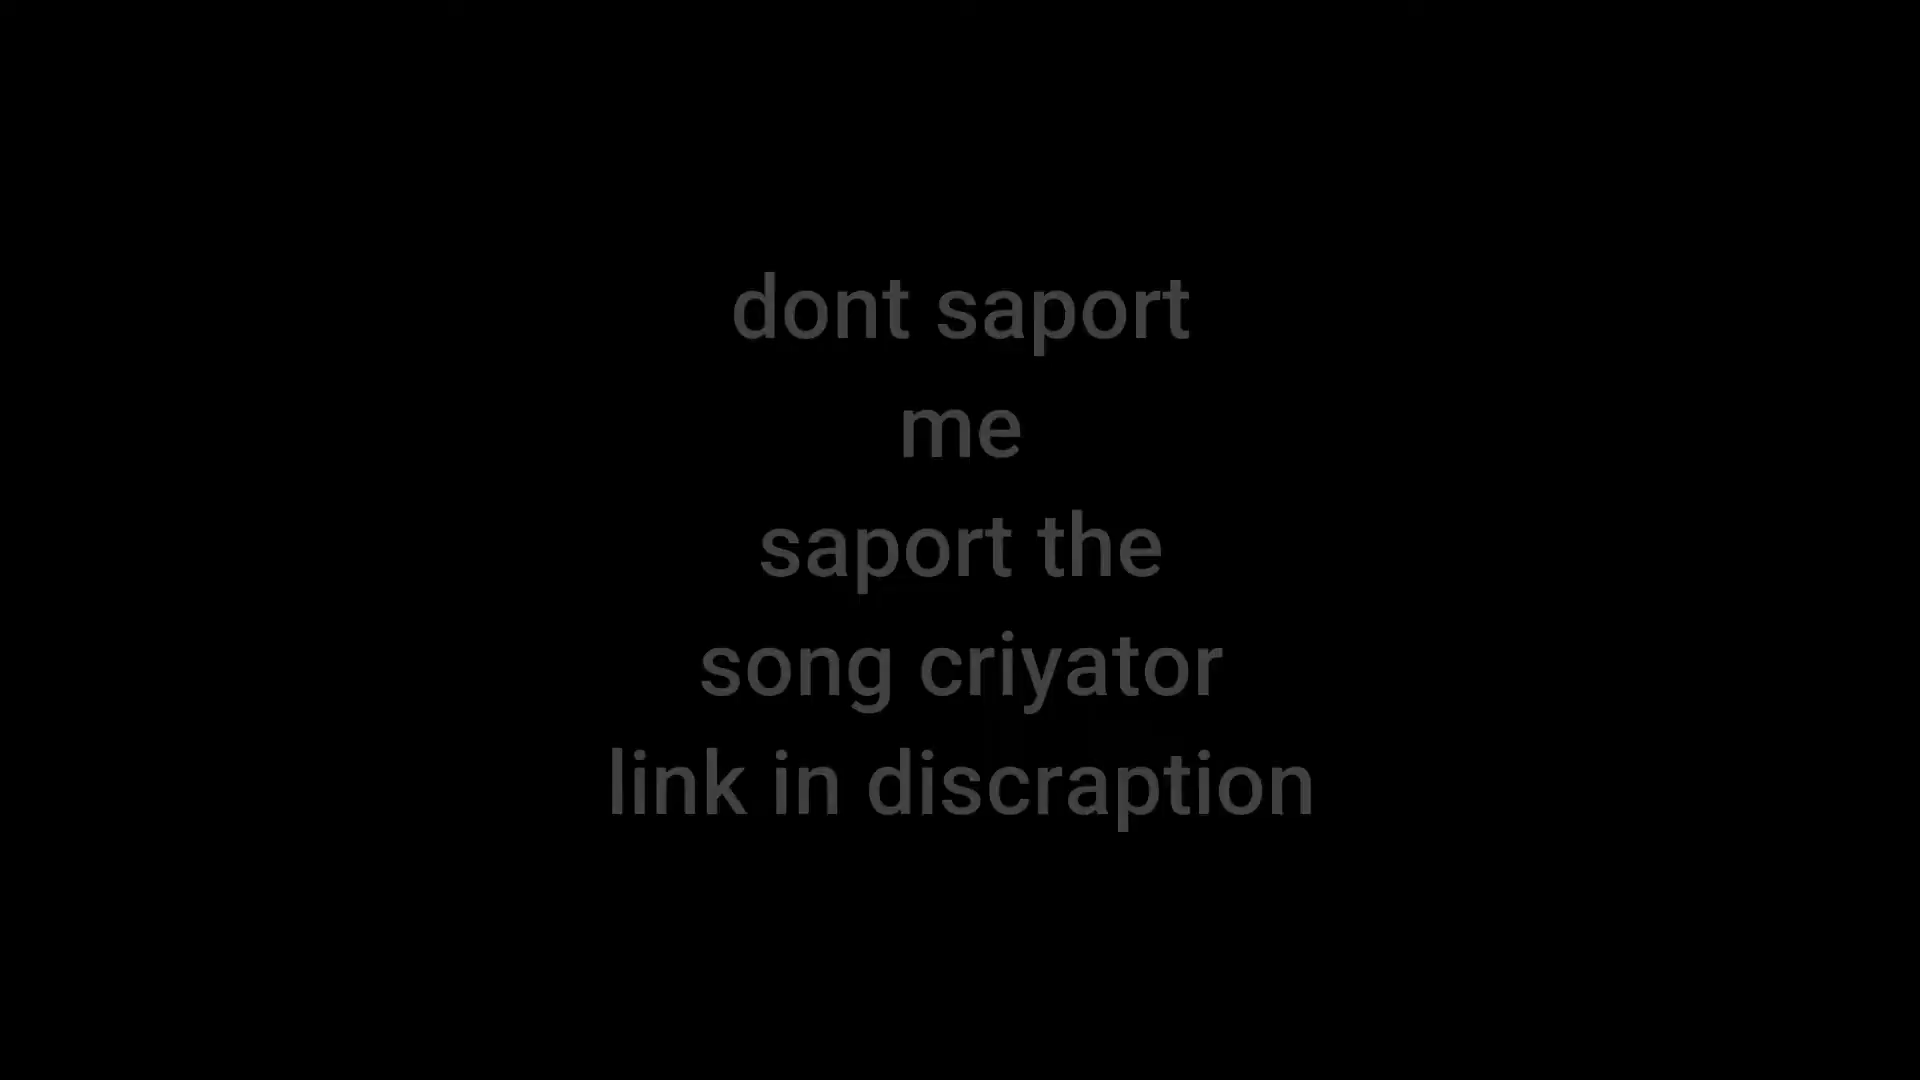 dont saport
me
saport the
song criyator
link in discraption